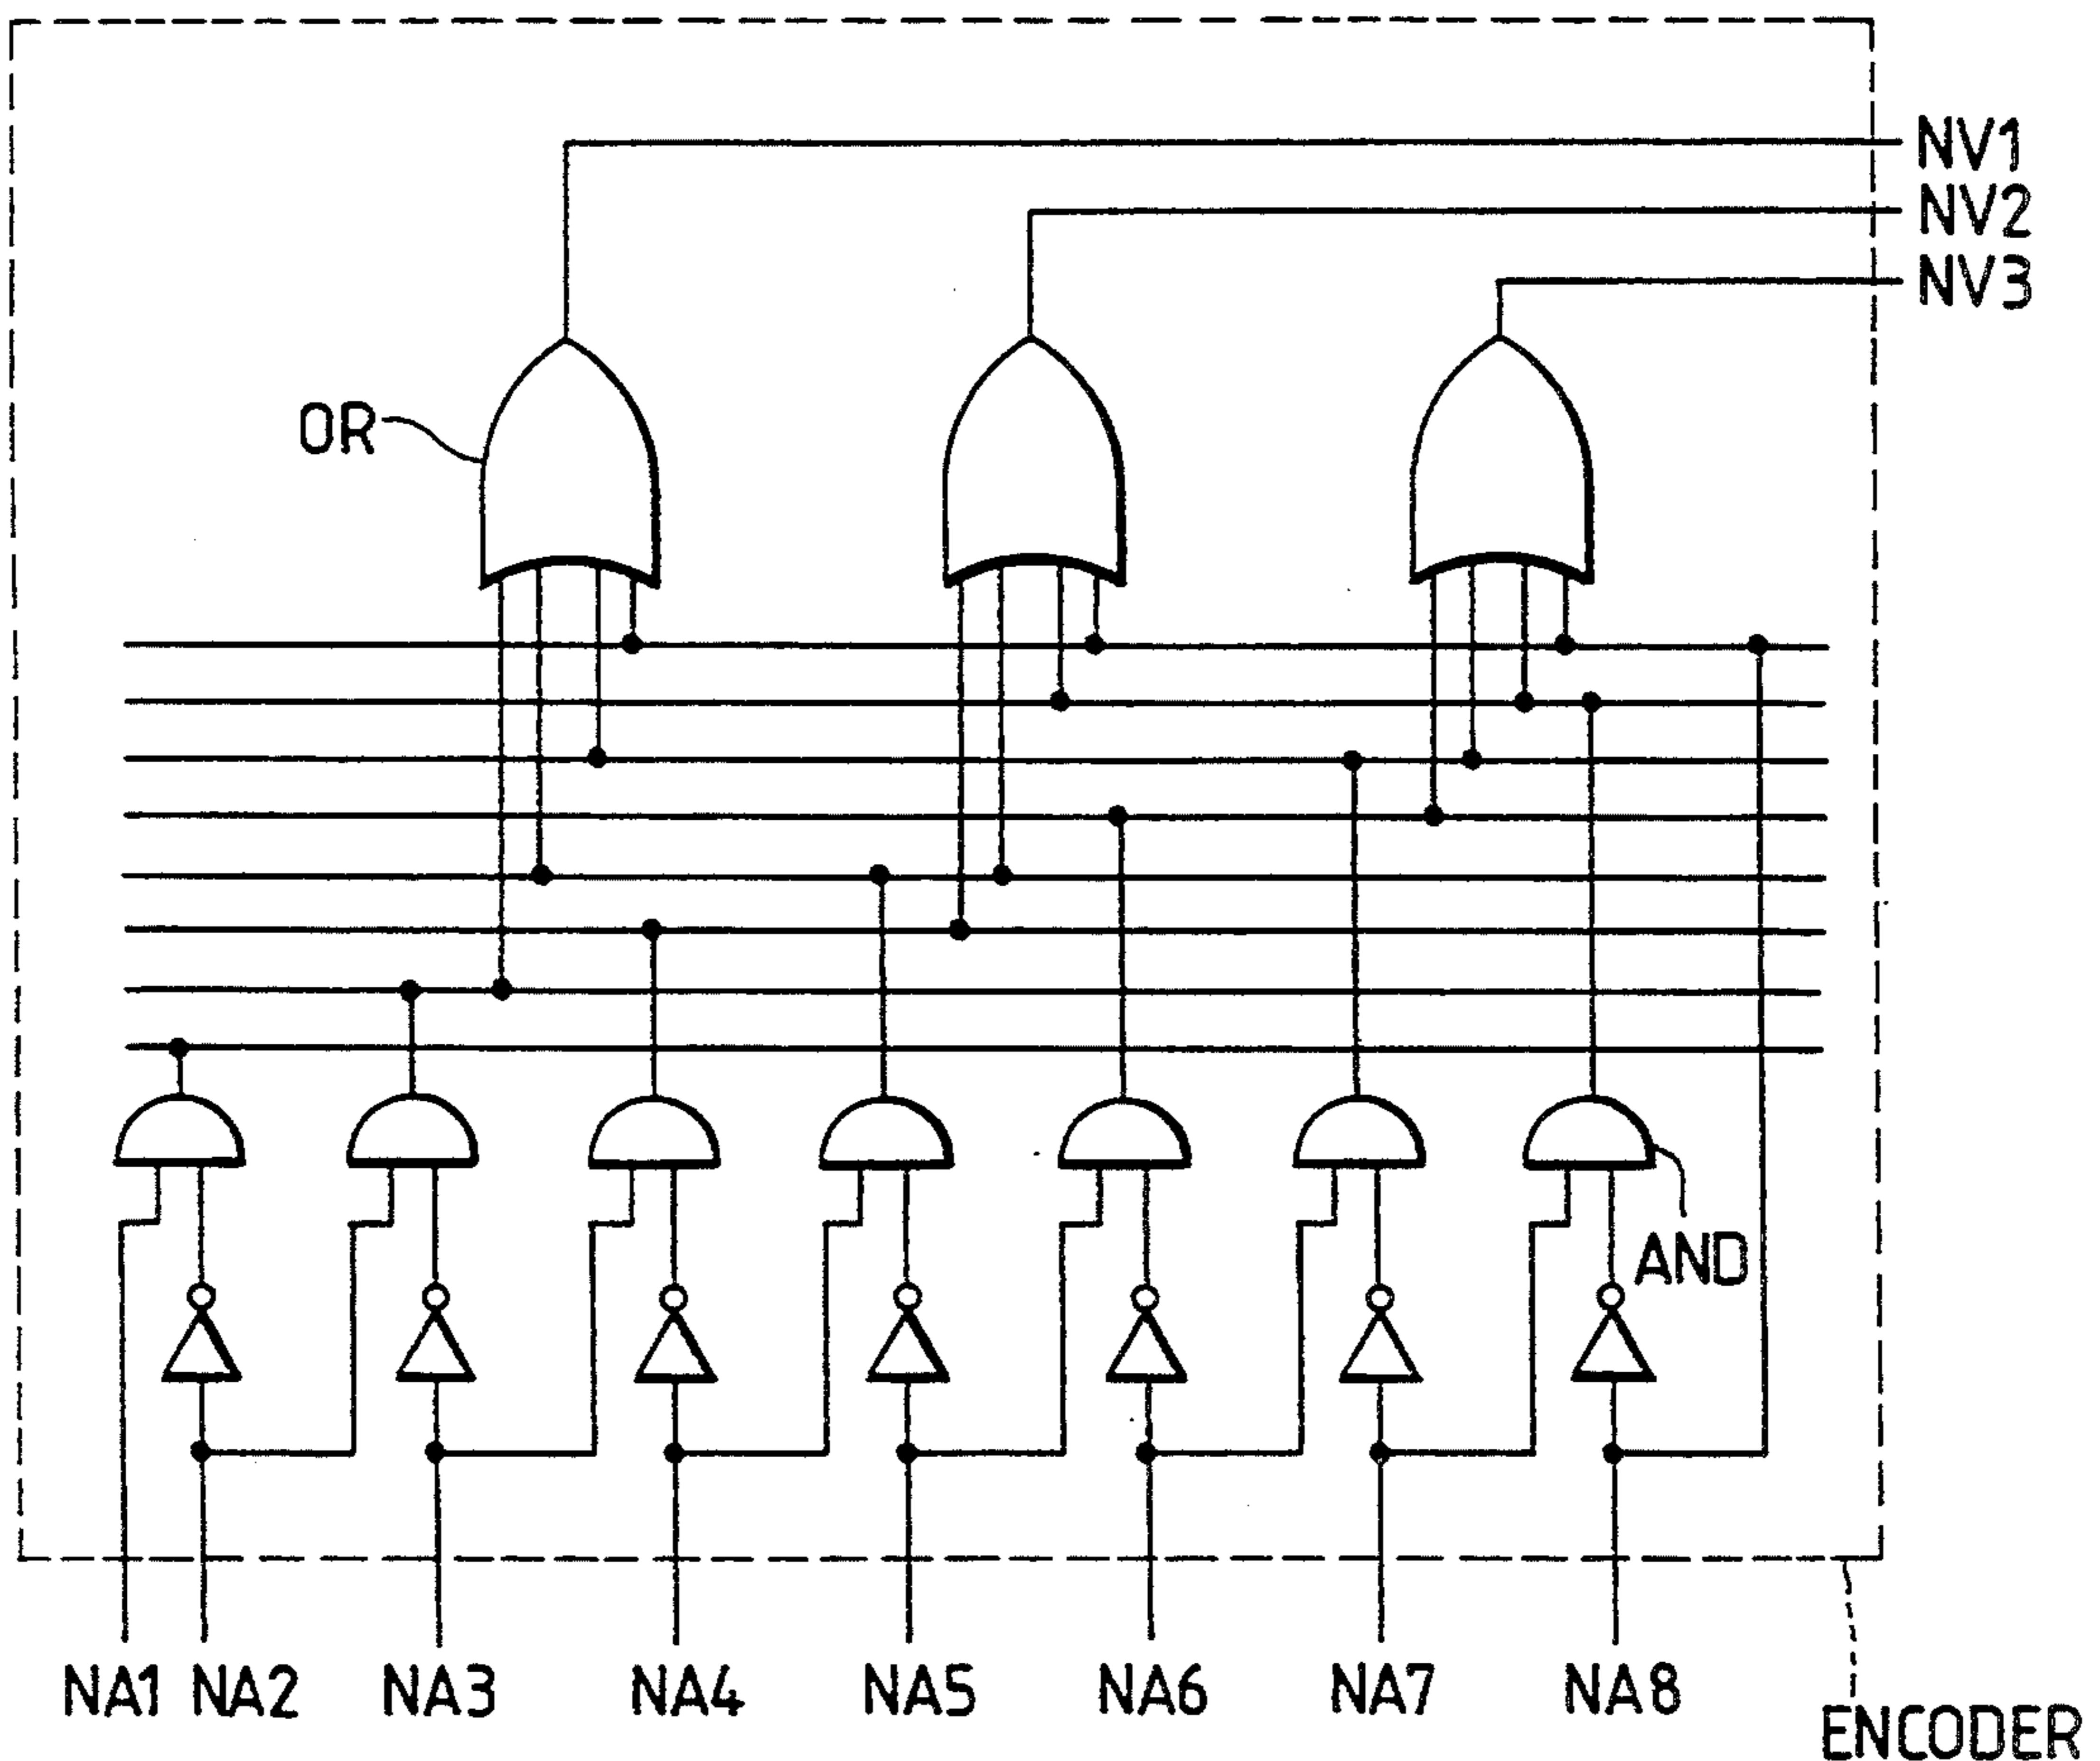 NV1
NV2
NV3
OR
AND
NA1 NA2 NA3 NA4 NA5 NA6 NA7 NA8
ENCODER